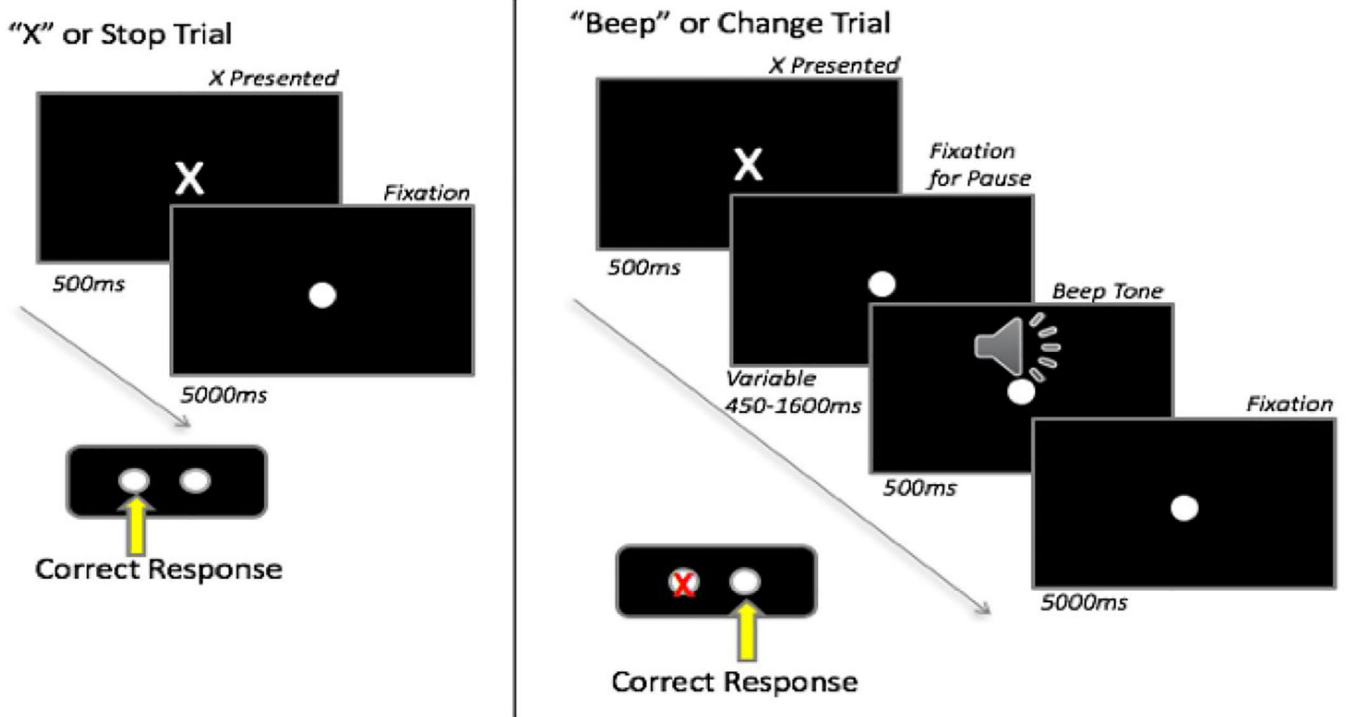 “X” or Stop Trial
X Presented
X
Fixation
500ms
5000ms
Correct Response
“Beep” or Change Trial
X Presented
X
Fixation
for Pause
500ms
Beep Tone
Variable
450-1600ms
Fixation
500ms
X
5000ms
Correct Response